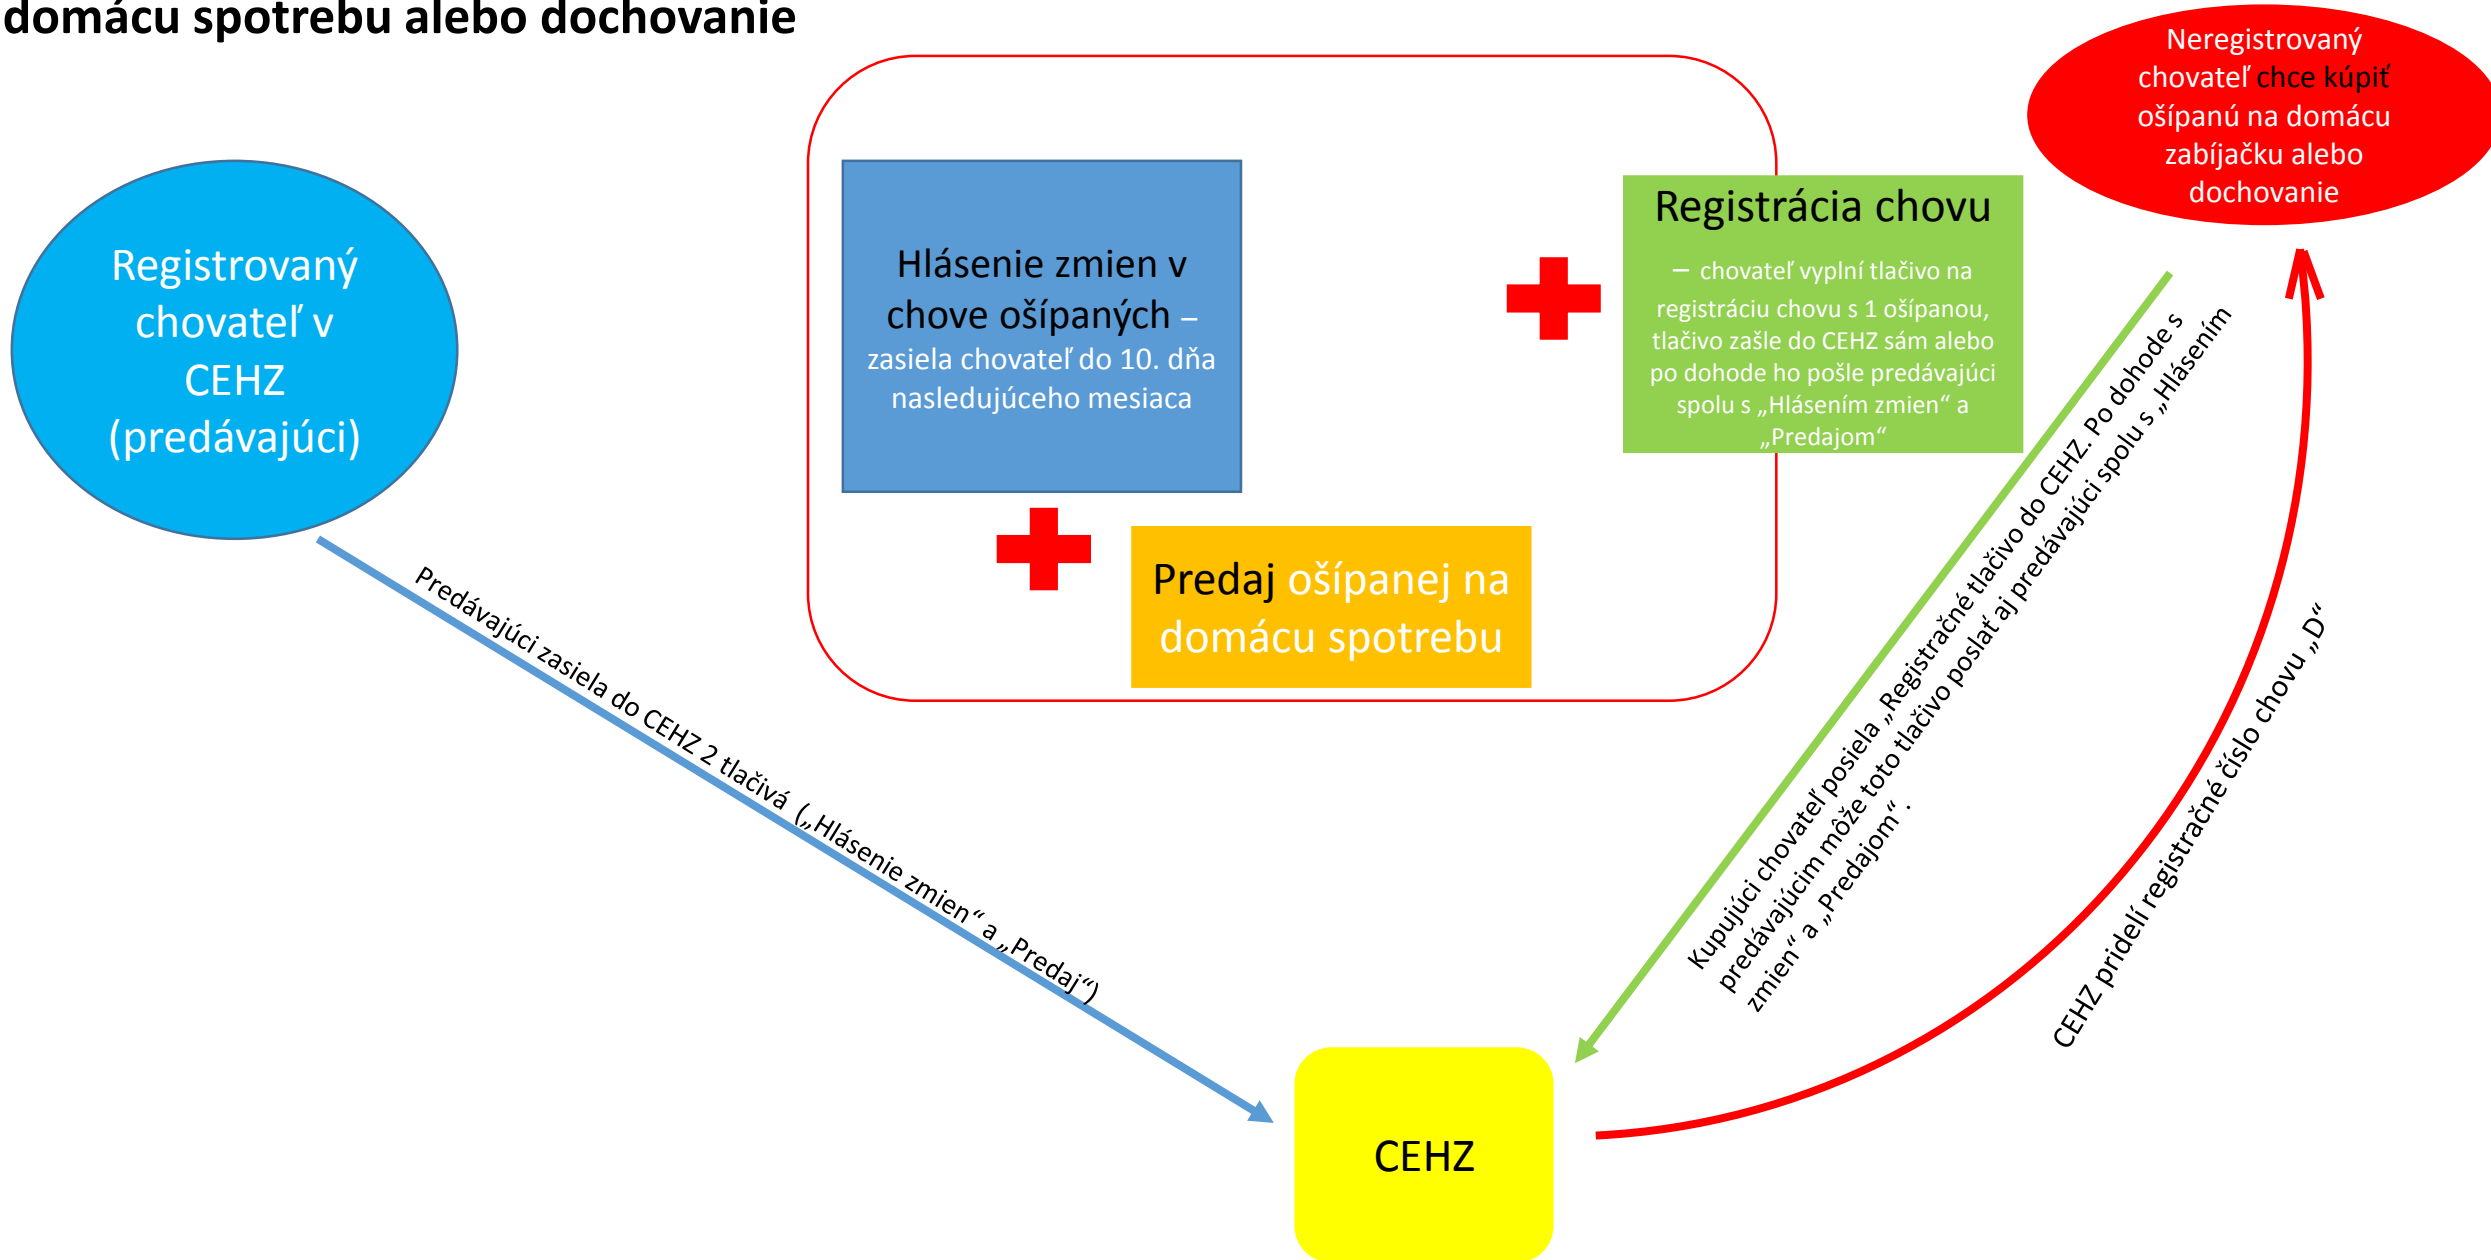 domácu spotrebu alebo dochovanie
Neregistrovaný
chovateľ chce kúpiť
ošípanú na domácu
zabíjačku alebo
dochovanie
Registrovaný
chovateľ v
CEHZ
(predávajúci)
Hlásenie zmien v
chove ošípaných –
zasiela chovateľ do 10. dňa
nasledujúceho mesiaca
Registrácia chovu
– chovateľ vyplní tlačivo na
registráciu chovu s 1 ošípanou,
tlačivo zašle do CEHZ sám alebo
po dohode ho pošle predávajúci
spolu s „Hlásením zmien“ a
„Predajom“
Predaj ošípanej na
domácu spotrebu
Predávajúci zasiela do CEHZ 2 tlačivá („Hlásenie zmien“ a „Predaj“)
Kupujúci chovateľ posiela „Registračné tlačivo do CEHZ. Po dohode s
predávajúcim môže toto tlačivo poslať aj predávajúci spolu s „Hlásením
zmien“ a „Predajom“.
CEHZ pridelí registračné číslo chovu „D“
CEHZ